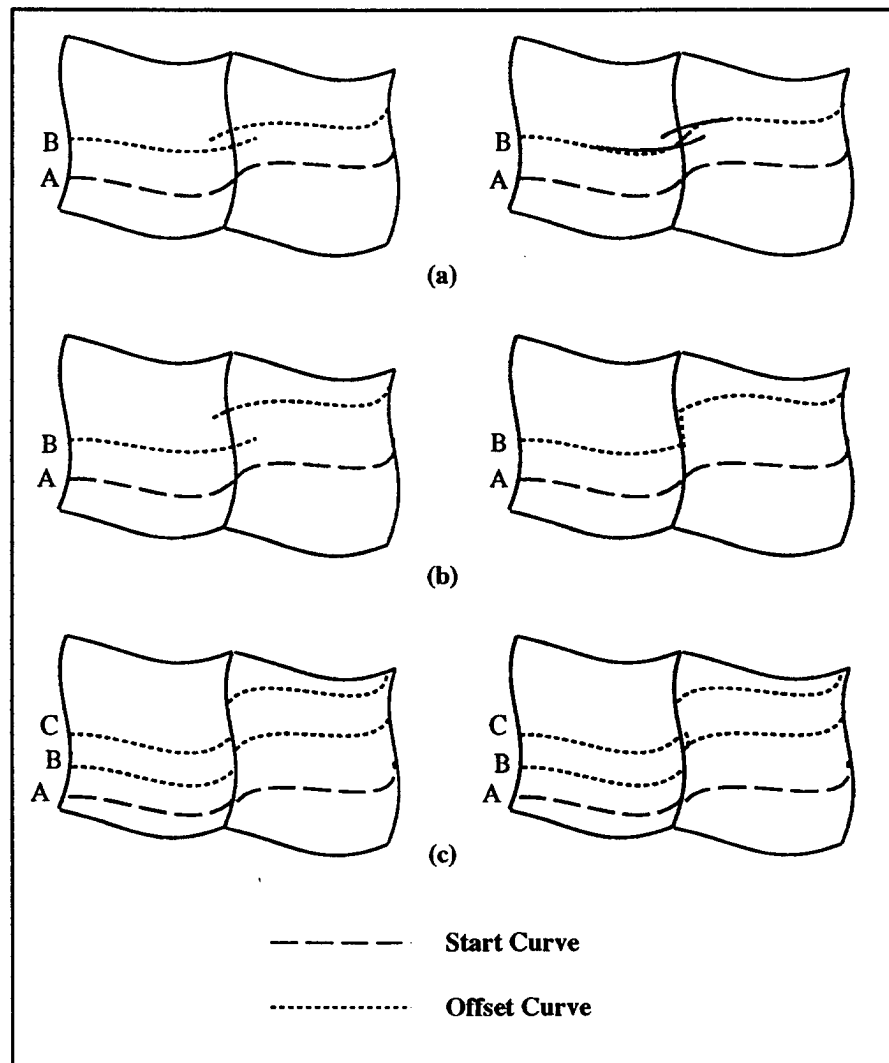 B B
A A
(a)
B B
A A
(b)
C C
B B
A A
(c)
Start Curve
Offset Curve